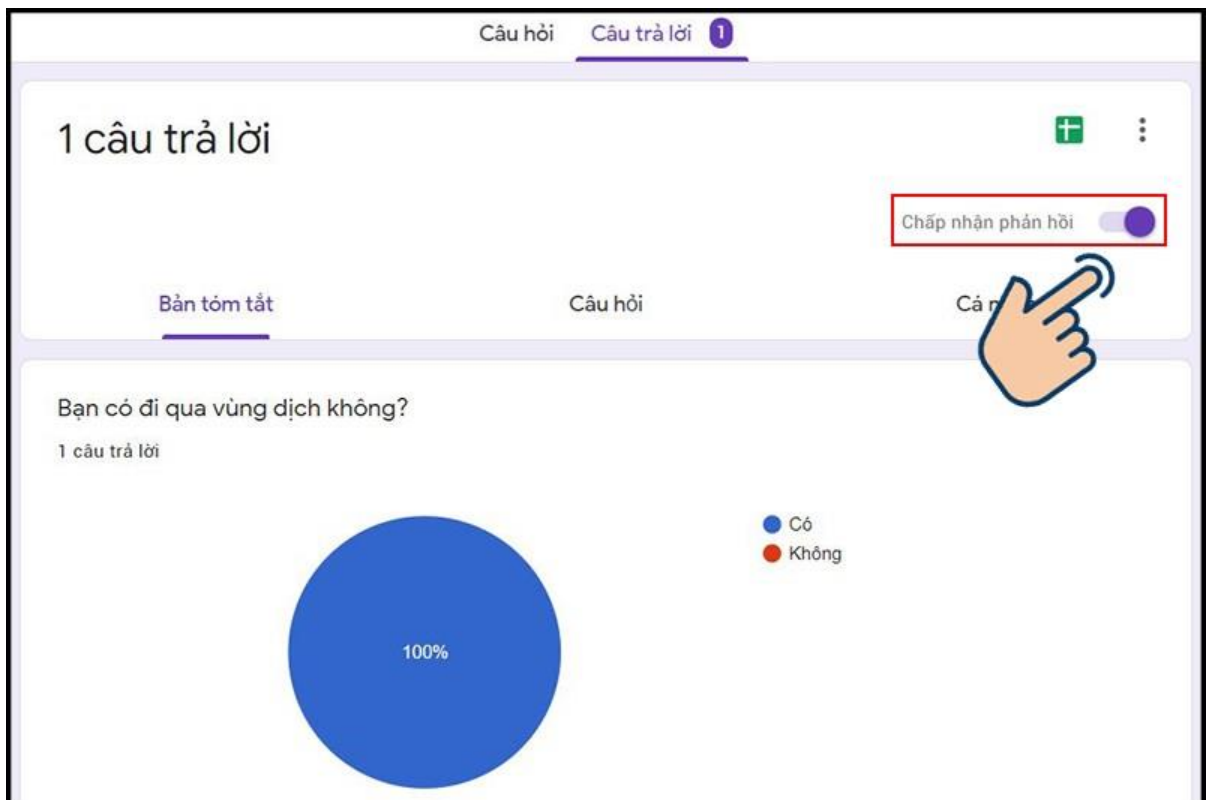 Câu hỏi Câu trả lời 1
1 câu trả lời
Chấp nhận phản hồi
Bản tóm tắt Câu hỏi Cá
Bạn có đi qua vùng dịch không?
1 câu trả lời
Có
Không
100%